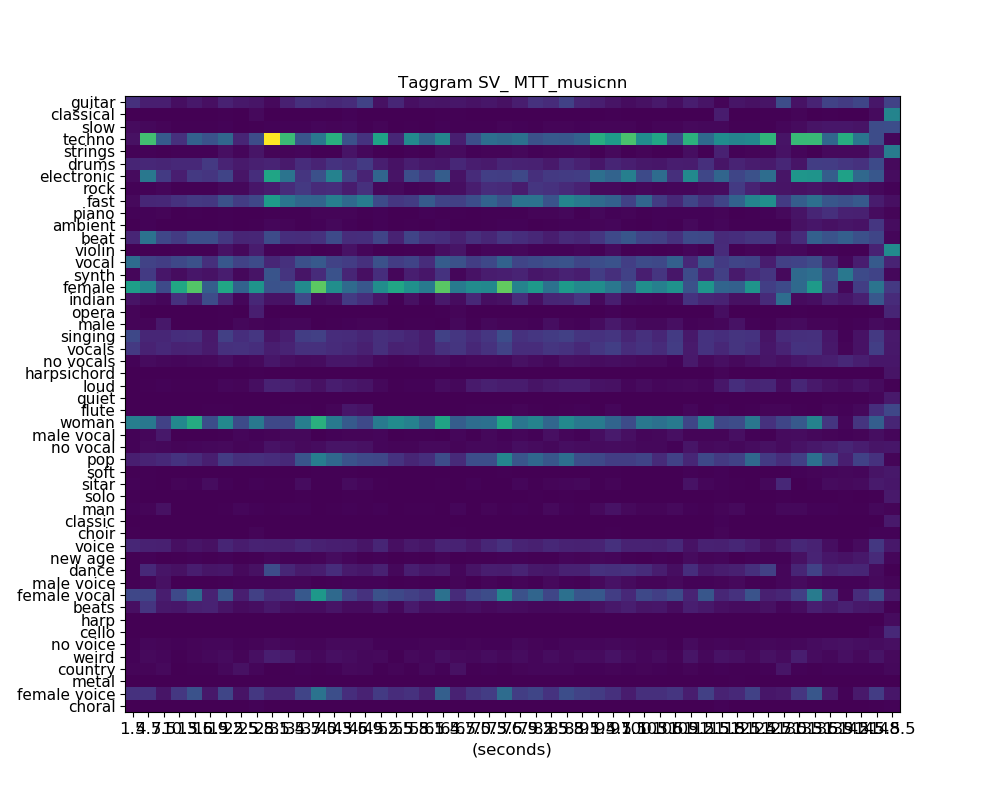 Taggram SV_ MTT_musicnn
guitar
classical
slow
techno
strings
drums
electronic
rock
fast
piano
ambient
beat
violin
vocal
synth
female
indian
opera
male
singing
vocals
no vocals
harpsichord
loud
quiet
flute
woman
male vocal
no vocal
pop
soft
sitar
solo
man
classic
choir
voice
new age
dance
male voice
female vocal
beats
harp
cello
no voice
weird
country
metal
female voice
choral
(seconds)